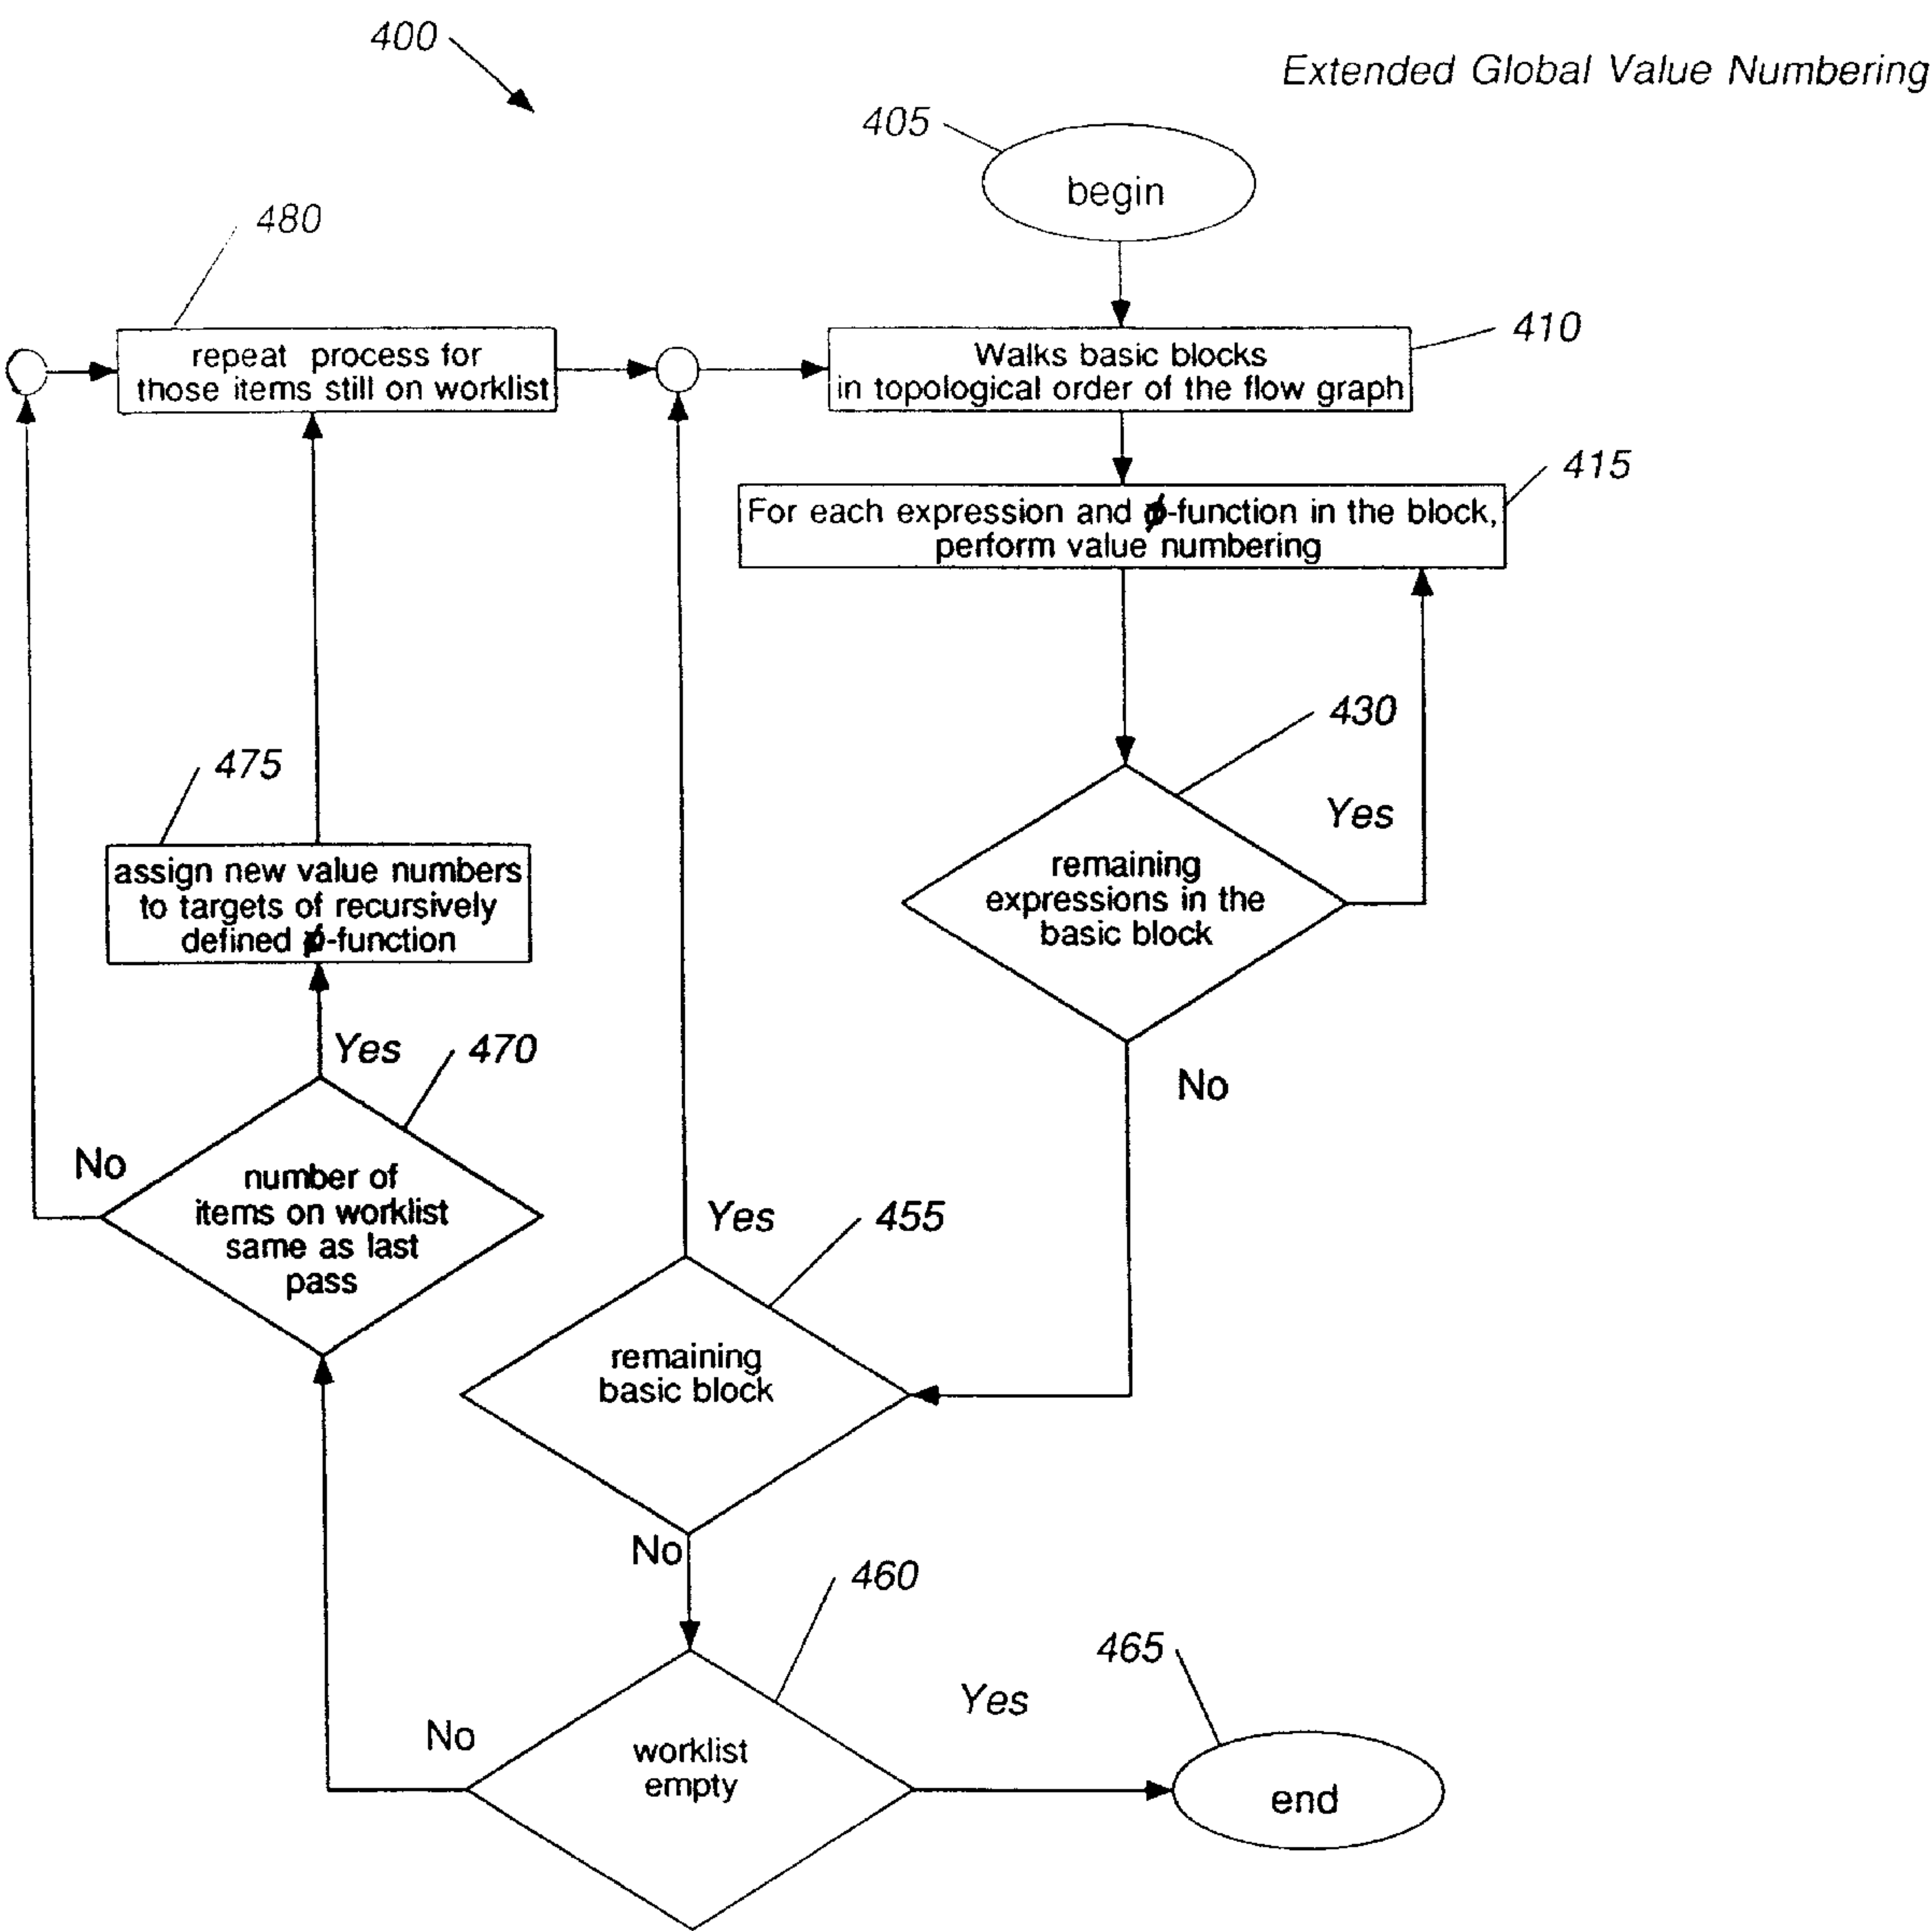 400
Extended Global Value Numbering
405
begin
480
repeat process for
those items still on worklist
Walks basic blocks
in topological order of the flow graph
410
415
For each expression and ϕ-function in the block,
perform value numbering
430
Yes
remaining
expressions in the
basic block
No
475
assign new value numbers
to targets of recursively
defined ϕ-function
Yes
470
No
number of
items on worklist
same as last
pass
Yes
455
remaining
basic block
No
460
worklist
empty
No
Yes
465
end